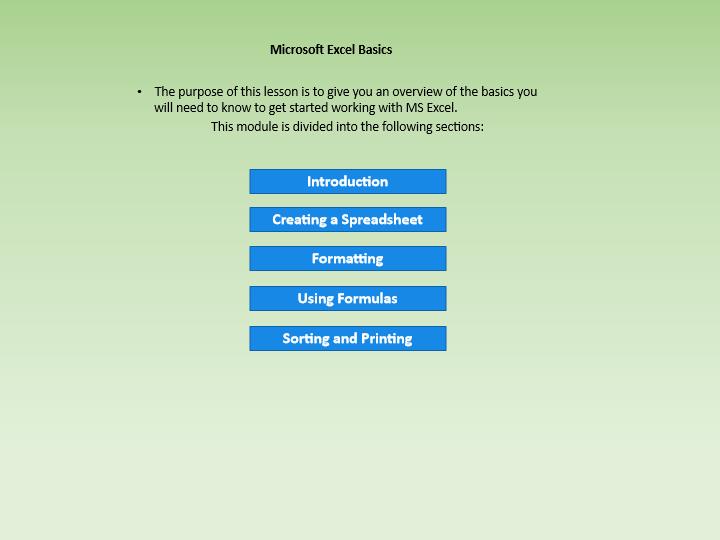 Microsoft Excel Basics
• The purpose of this lesson is to give you an overview of the basics you
will need to know to get started working with MS Excel.
This module is divided into the following sections:
Introduction
Creating a Spreadsheet
Formatting
Using Formulas
Sorting and Printing